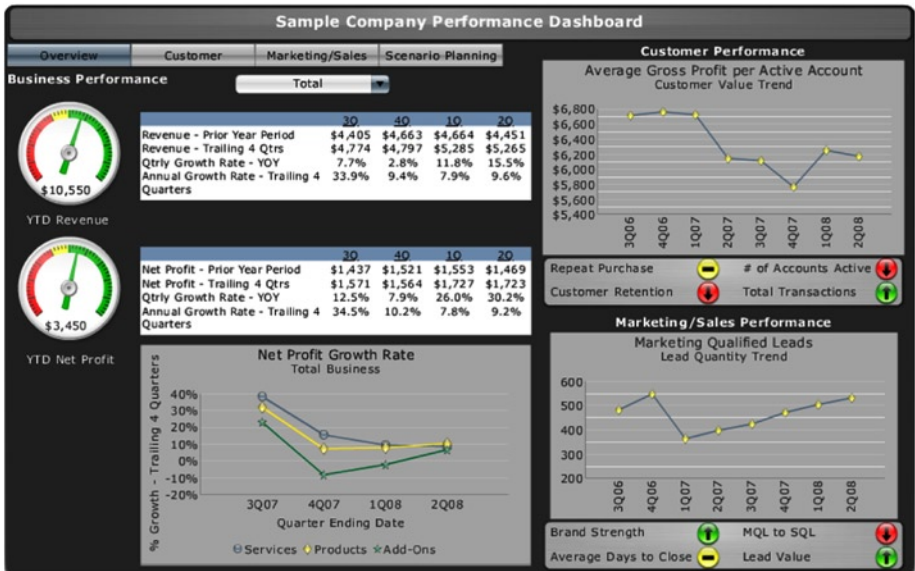 Sample Company Performance Dashboard
Overview Customer Marketing/Sales Scenario Planning
Business Performance
Total
$10,550
YTD Revenue
3Q 4Q 1Q 2Q
Revenue - Prior Year Period $4,405 $4,663 $4,664 $4,451
Revenue - Trailing 4 Qtrs $4,774 $4,797 $5,285 $5,265
Qtrly Growth Rate - YOY 7.7% 2.8% 11.8% 15.5%
Annual Growth Rate - Trailing 4 33.9% 9.4% 7.9% 9.6%
Quarters
$3,450
YTD Net Profit
3Q 4Q 1Q 2Q
Net Profit - Prior Year Period $1,437 $1,521 $1,553 $1,469
Net Profit - Trailing 4 Qtrs $1,571 $1,564 $1,727 $1,723
Qtrly Growth Rate - YOY 12.5% 7.9% 26.0% 30.2%
Annual Growth Rate - Trailing 4 34.5% 10.2% 7.8% 9.2%
Quarters
Net Profit Growth Rate
Total Business
% Growth - Trailing 4 Quarters
40%
30%
20%
10%
0%
-10%
-20%
3Q07 4Q07 1Q08 2Q08
Quarter Ending Date
Services Products Add-Ons
Customer Performance
Average Gross Profit per Active Account
Customer Value Trend
$6,800
$6,600
$6,400
$6,200
$6,000
$5,800
$5,600
$5,400
3Q06 4Q06 1Q07 2Q07 3Q07 4Q07 1Q08 2Q08
Repeat Purchase # of Accounts Active
Customer Retention Total Transactions
Marketing/Sales Performance
Marketing Qualified Leads
Lead Quantity Trend
600
500
400
300
200
3Q06 4Q06 1Q07 2Q07 3Q07 4Q07 1Q08 2Q08
Brand Strength MQL to SQL
Average Days to Close Lead Value